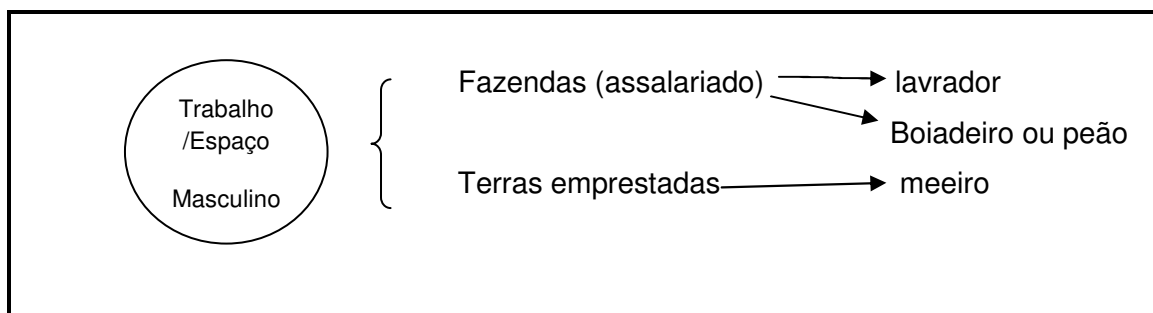 Trabalho
/Espaço
Masculino
Fazendas (assalariado)
lavrador
Boiadeiro ou peão
Terras emprestadas
meeiro